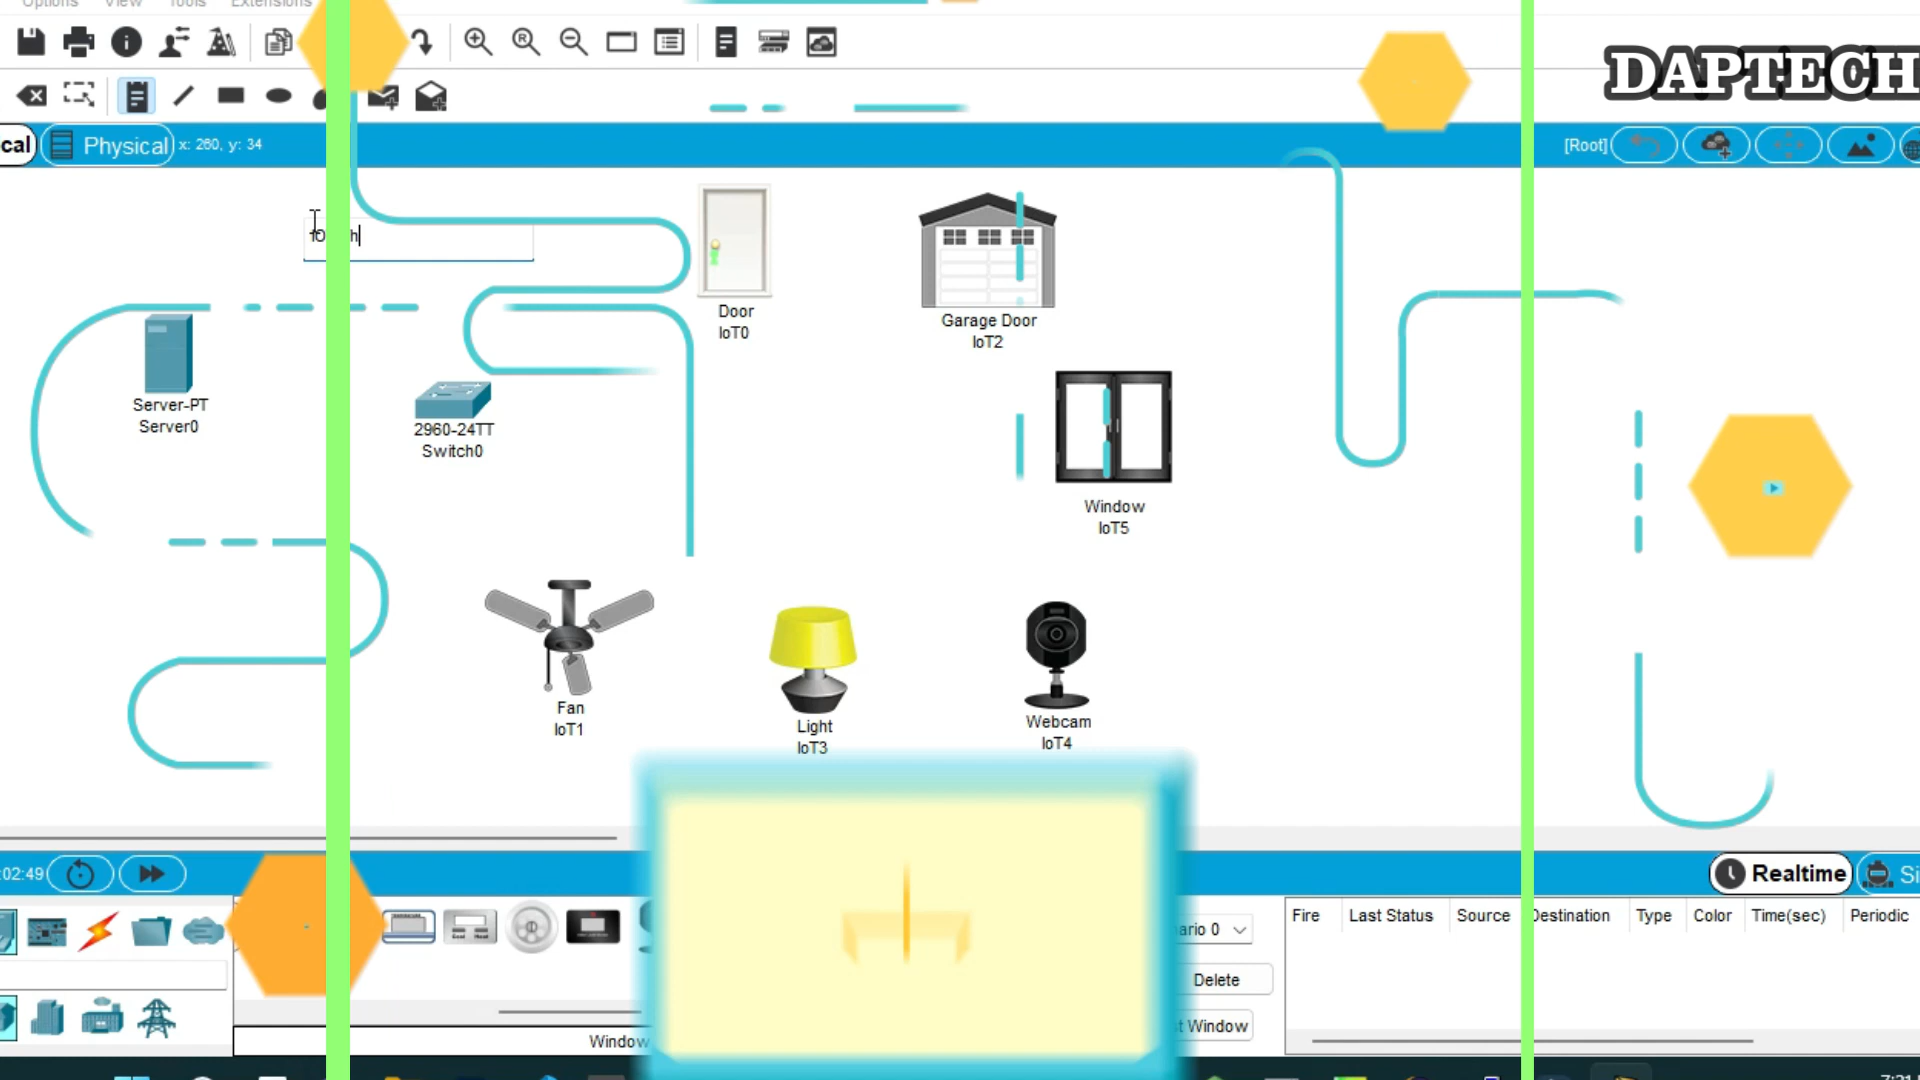 Options View Tools Extensions
DAPTECH
cal Physical x: 260, y: 34 [Root]
Door
IoT0
Garage Door
IoT2
Server-PT
Server0
2960-24TT
Switch0
Window
IoT5
Fan
IoT1
Light
IoT3
Webcam
IoT4
:02:49 Realtime Si
ario 0 Fire Last Status Source Destination Type Color Time(sec) Periodic
Delete
t Window
Window